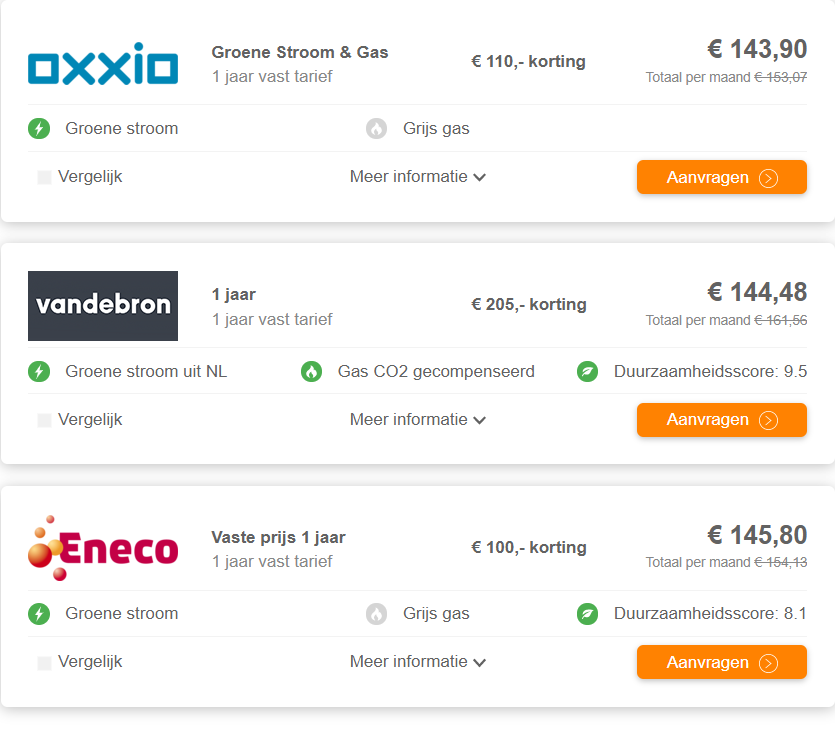 oxxio
Groene Stroom & Gas
1 jaar vast tarief
€ 110,- korting
€ 143,90
Totaal per maand € 153,07
Groene stroom
Grijs gas
Vergelijk
Meer informatie
Aanvragen
vandebron
1 jaar
1 jaar vast tarief
€ 205,- korting
€ 144,48
Totaal per maand € 161,56
Groene stroom uit NL
Gas CO2 gecompenseerd
Duurzaamheidsscore: 9.5
Vergelijk
Meer informatie
Aanvragen
Eneco
Vaste prijs 1 jaar
1 jaar vast tarief
€ 100,- korting
€ 145,80
Totaal per maand € 154,13
Groene stroom
Grijs gas
Duurzaamheidsscore: 8.1
Vergelijk
Meer informatie
Aanvragen